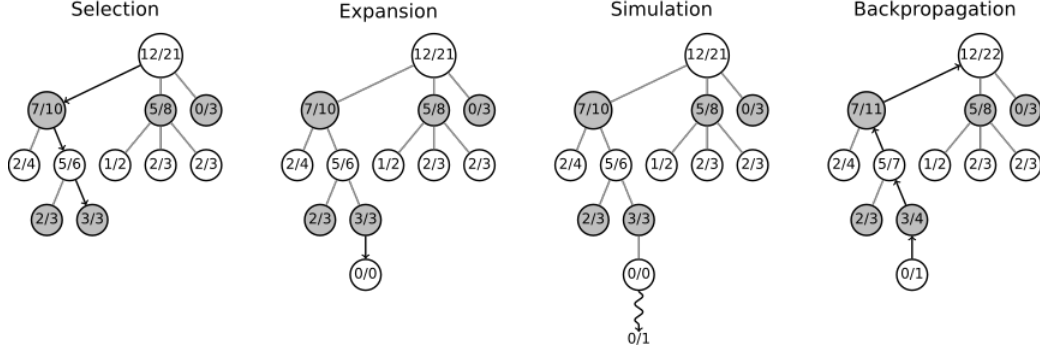 Selection Expansion Simulation Backpropagation
12/21 12/21 12/21 12/22
7/10 5/8 0/3 7/10 5/8 0/3 7/10 5/8 0/3 7/11 5/8 0/3
2/4 5/6 1/2 2/3 2/3 2/4 5/6 1/2 2/3 2/3 2/4 5/6 1/2 2/3 2/3 2/4 5/7 1/2 2/3 2/3
2/3 3/3 2/3 3/3 2/3 3/3 2/3 3/4
0/0 0/0 0/1
0/1